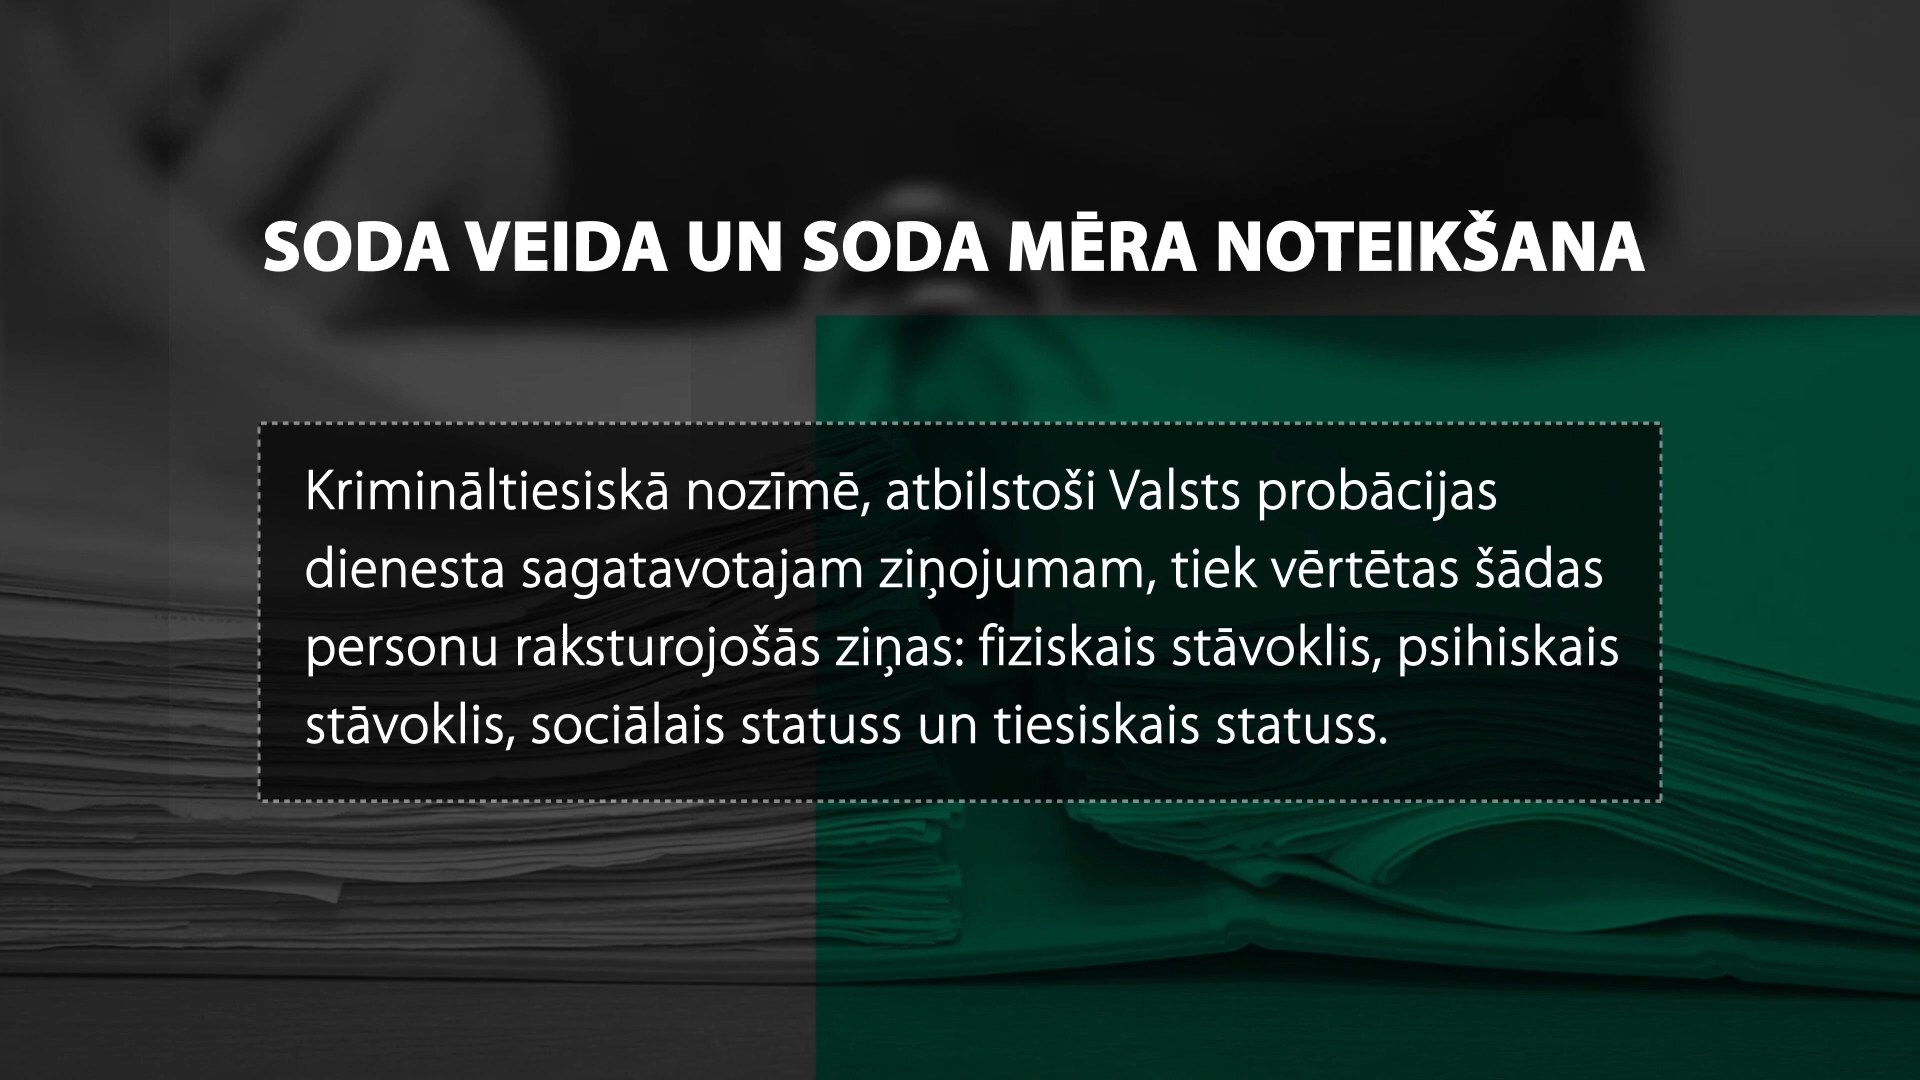 SODA VEIDA UN SODA MĒRA NOTEIKŠANA
Krimināltiesiskā nozīmē, atbilstoši Valsts probācijas
dienesta sagatavotajam ziņojumam, tiek vērtētas šādas
personu raksturojošās ziņas: fiziskais stāvoklis, psihiskais
stāvoklis, sociālais statuss un tiesiskais statuss.